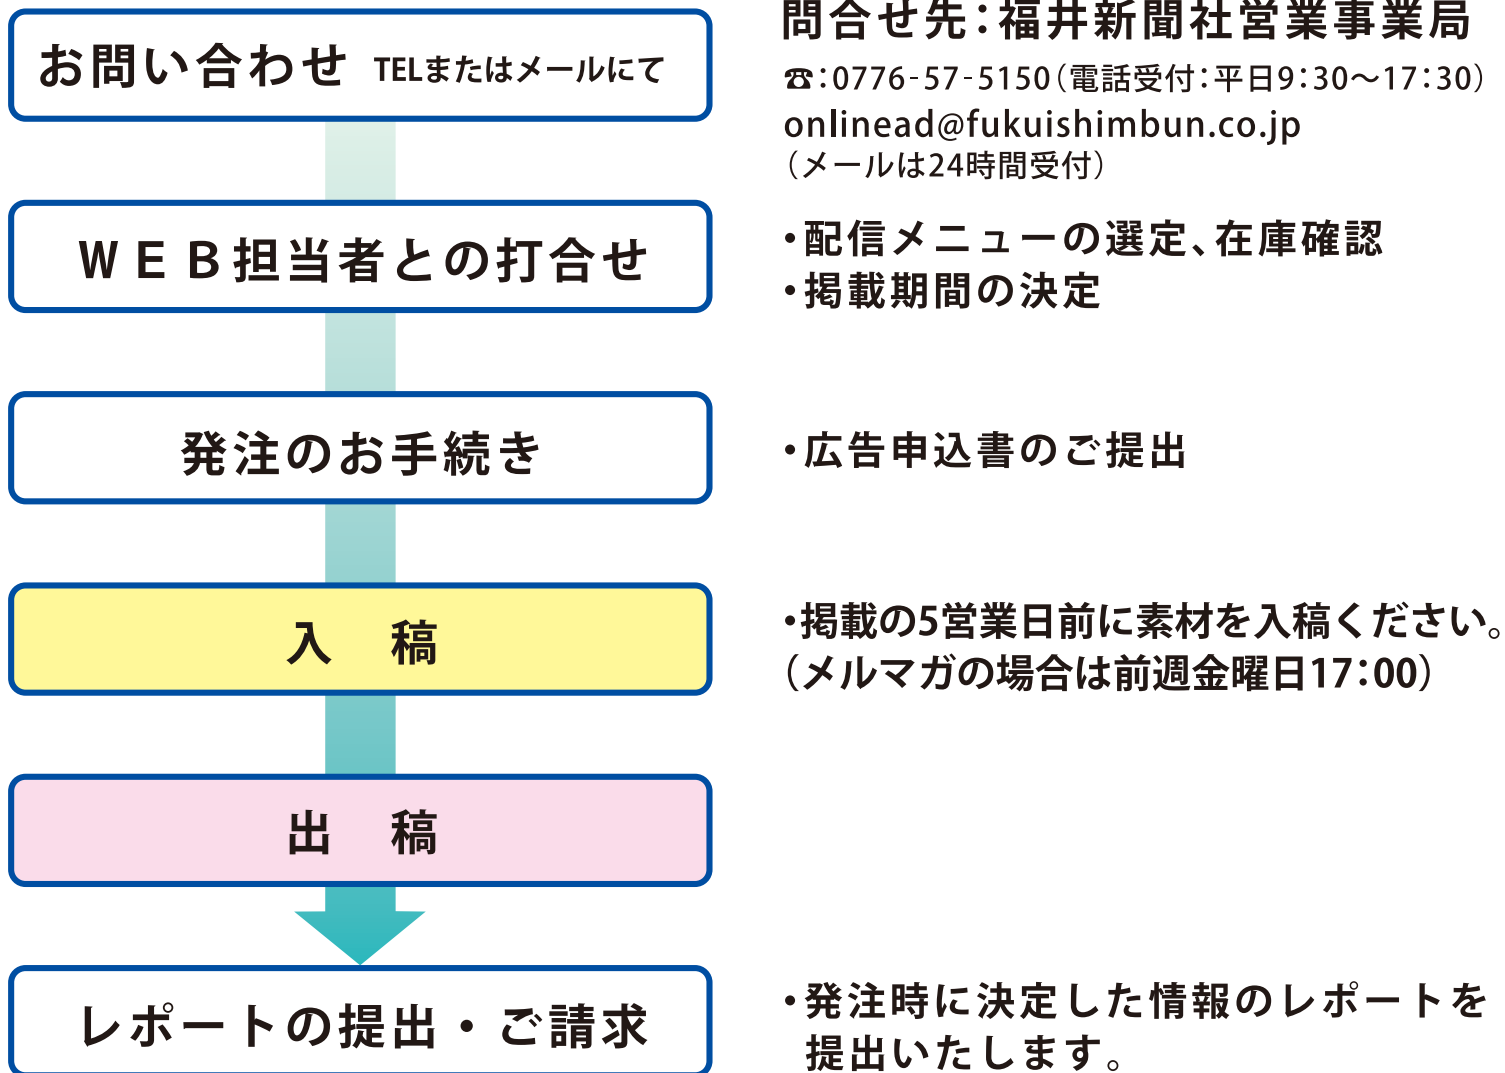 お問い合わせ TELまたはメールにて
問合せ先：福井新聞社営業事業局
☎：0776-57-5150（電話受付：平日9：30〜17：30）
onlinead@fukuishimbun.co.jp
（メールは24時間受付）
ＷＥＢ担当者との打合せ
・配信メニューの選定、在庫確認
・掲載期間の決定
発注のお手続き
・広告申込書のご提出
入　稿
・掲載の5営業日前に素材を入稿ください。
（メルマガの場合は前週金曜日17：00）
出　稿
レポートの提出・ご請求
・発注時に決定した情報のレポートを
提出いたします。